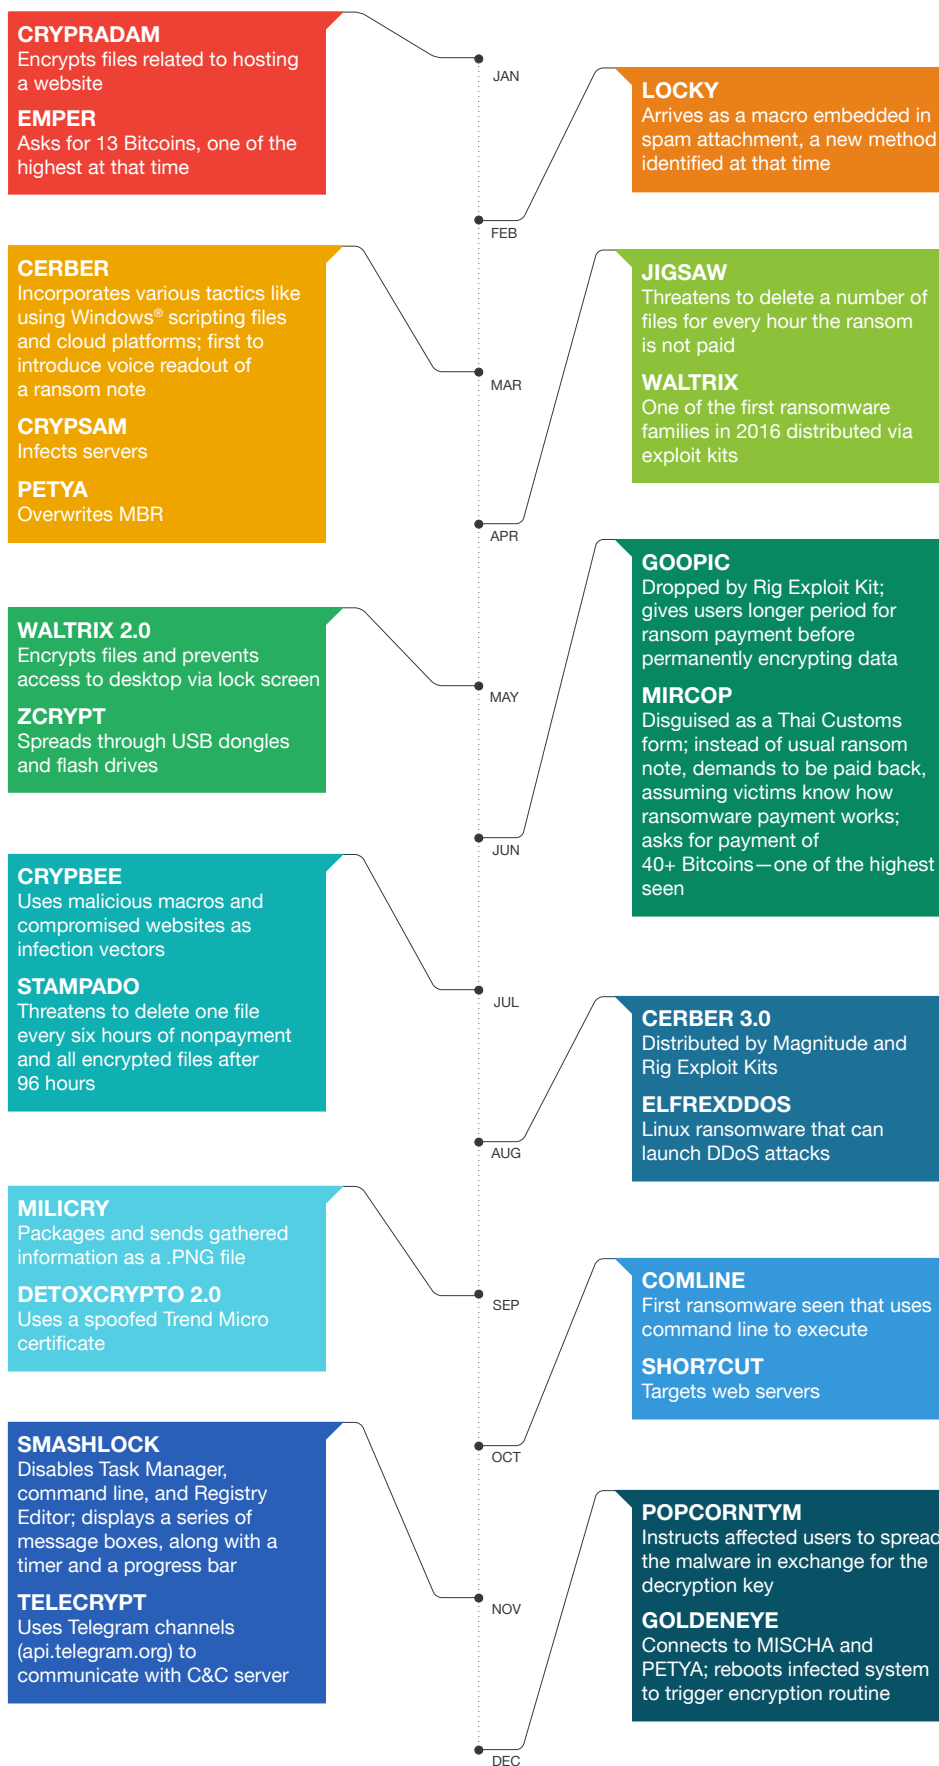 CRYPRADAM
Encrypts files related to hosting
a website
EMPER
Asks for 13 Bitcoins, one of the
highest at that time
JAN
LOCKY
Arrives as a macro embedded in
spam attachment, a new method
identified at that time
FEB
CERBER
Incorporates various tactics like
using Windows® scripting files
and cloud platforms; first to
introduce voice readout of
a ransom note
CRYPSAM
Infects servers
PETYA
Overwrites MBR
MAR
JIGSAW
Threatens to delete a number of
files for every hour the ransom
is not paid
WALTRIX
One of the first ransomware
families in 2016 distributed via
exploit kits
APR
WALTRIX 2.0
Encrypts files and prevents
access to desktop via lock screen
ZCRYPT
Spreads through USB dongles
and flash drives
MAY
GOOPIC
Dropped by Rig Exploit Kit;
gives users longer period for
ransom payment before
permanently encrypting data
MIRCOP
Disguised as a Thai Customs
form; instead of usual ransom
note, demands to be paid back,
assuming victims know how
ransomware payment works;
asks for payment of
40+ Bitcoins—one of the highest
seen
JUN
CRYPBEE
Uses malicious macros and
compromised websites as
infection vectors
STAMPADO
Threatens to delete one file
every six hours of nonpayment
and all encrypted files after
96 hours
JUL
CERBER 3.0
Distributed by Magnitude and
Rig Exploit Kits
ELFREXDDOS
Linux ransomware that can
launch DDoS attacks
AUG
MILICRY
Packages and sends gathered
information as a .PNG file
DETOXCRYPTO 2.0
Uses a spoofed Trend Micro
certificate
SEP
COMLINE
First ransomware seen that uses
command line to execute
SHOR7CUT
Targets web servers
OCT
SMASHLOCK
Disables Task Manager,
command line, and Registry
Editor; displays a series of
message boxes, along with a
timer and a progress bar
TELECRYPT
Uses Telegram channels
(api.telegram.org) to
communicate with C&C server
NOV
POPCORNTYM
Instructs affected users to spread
the malware in exchange for the
decryption key
GOLDENEYE
Connects to MISCHA and
PETYA; reboots infected system
to trigger encryption routine
DEC